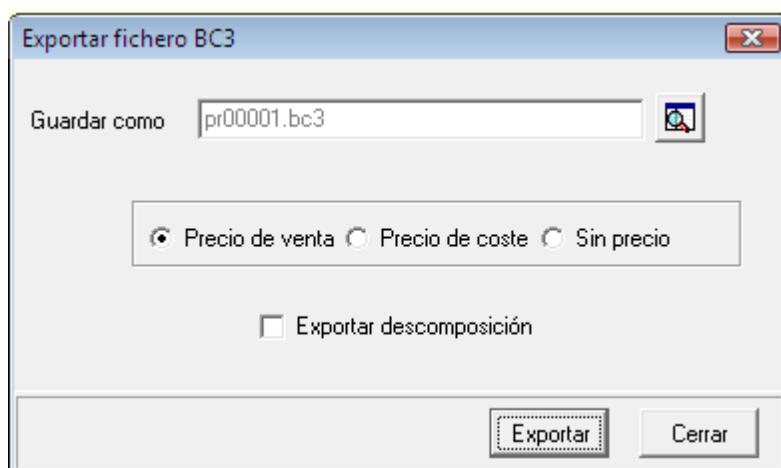 Exportar fichero BC3
Guardar como pr00001.bc3
Precio de venta Precio de coste Sin precio
Exportar descomposición
Exportar Cerrar